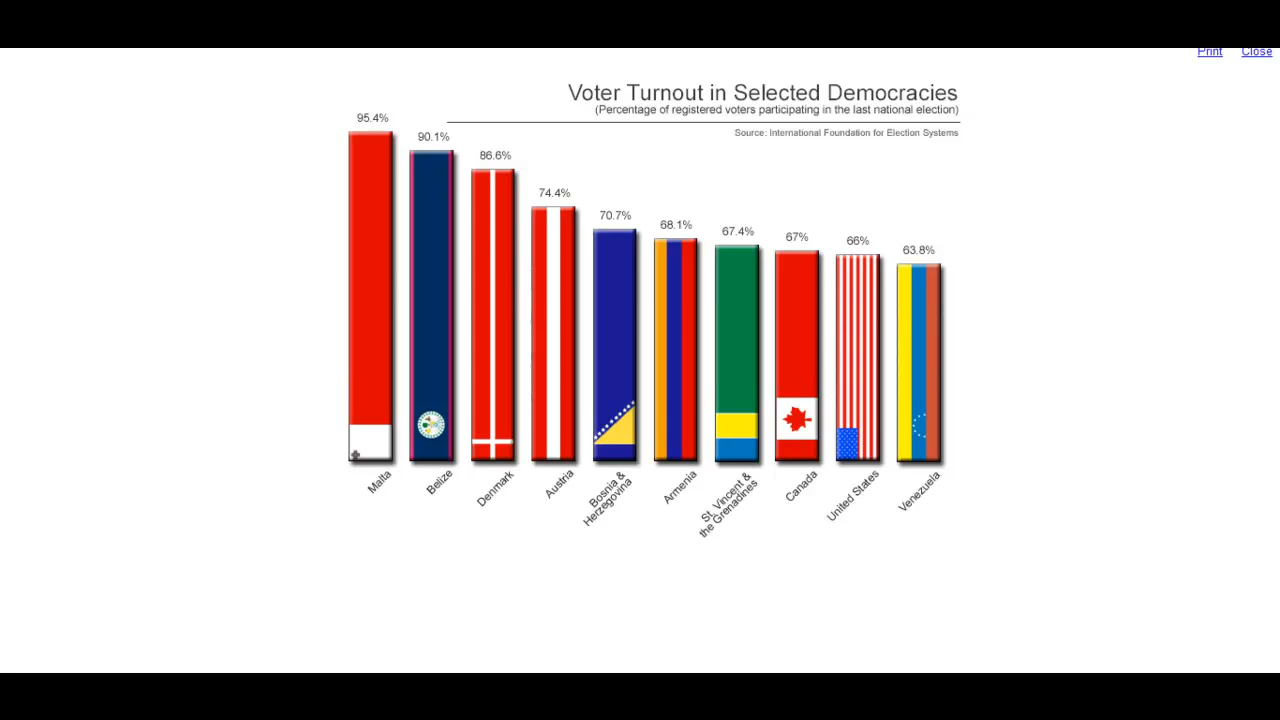 Print Close
Voter Turnout in Selected Democracies
(Percentage of registered voters participating in the last national election)
Source: International Foundation for Election Systems
95.4%
90.1%
86.6%
74.4%
70.7%
68.1%
67.4%
67%
66%
63.8%
Malta
Belize
Denmark
Austria
Bosnia &
Herzegovina
Armenia
St. Vincent &
the Grenadines
Canada
United States
Venezuela